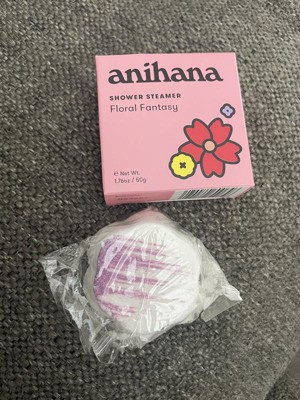 anihana
SHOWER STEAMER
Floral Fantasy
℮ Net Wt.
1.76oz / 50g